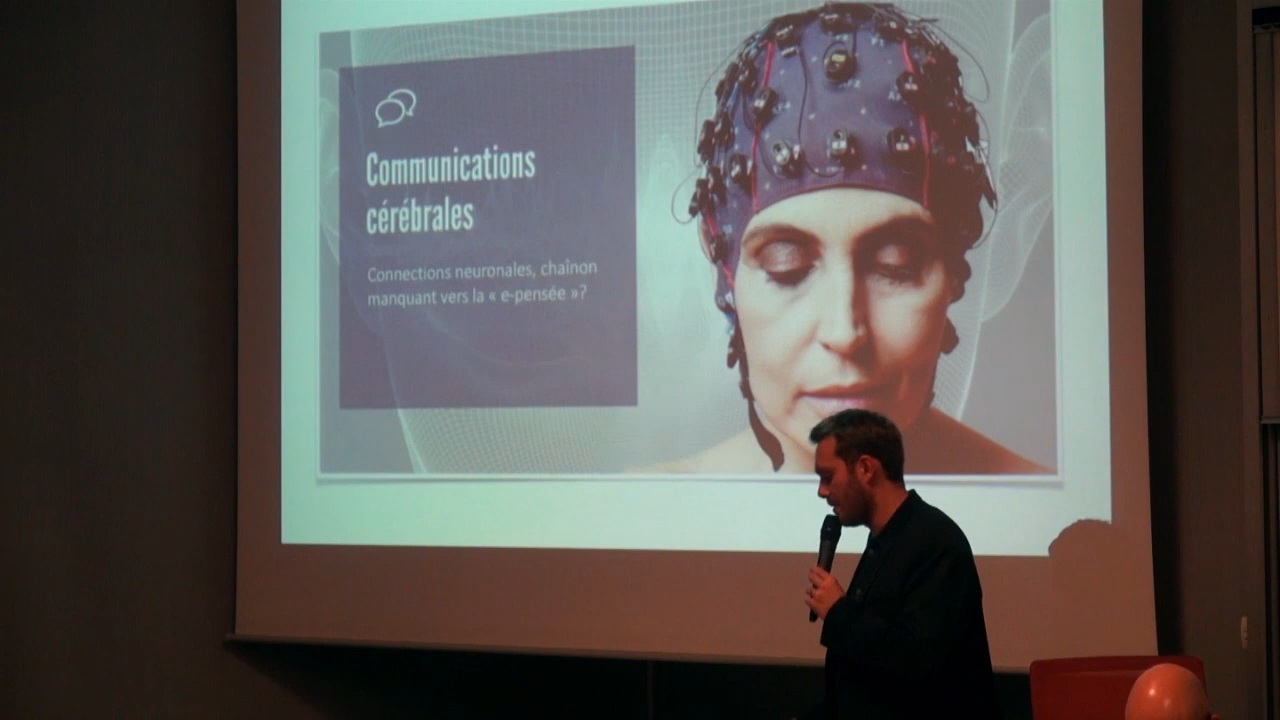 Communications
cérébrales
Connections neuronales, chaînon
manquant vers la « e-pensée »?